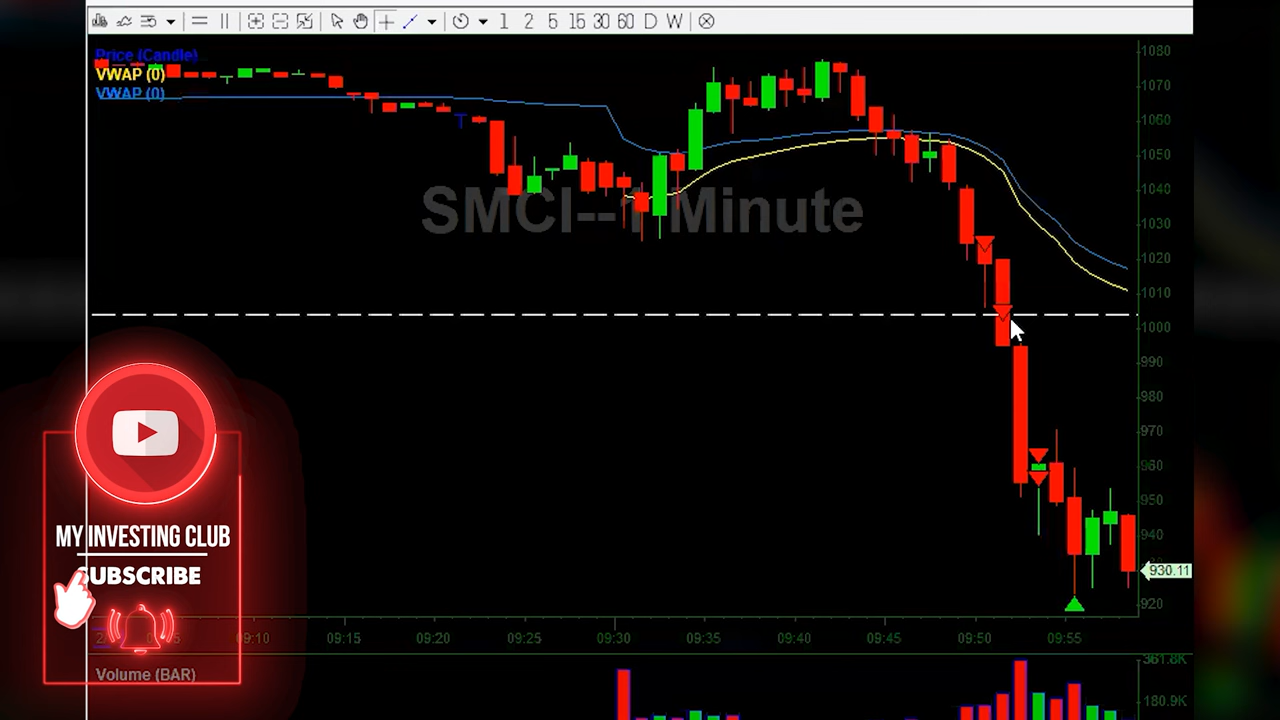 1 2 5 15 30 60 D W
Price (Candle)
VWAP (0)
VWAP (0)
SMCI--1 Minute
1080
1070
1060
1050
1040
1030
1020
1010
1000
990
980
970
960
950
940
930.11
920
09:10 09:15 09:20 09:25 09:30 09:35 09:40 09:45 09:50 09:55
Volume (BAR)
361.8K
180.9K
MY INVESTING CLUB
SUBSCRIBE